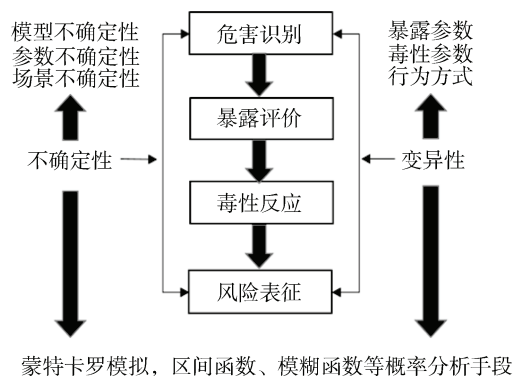 模型不确定性
参数不确定性
场景不确定性
不确定性
危害识别
暴露评价
毒性反应
风险表征
暴露参数
毒性参数
行为方式
变异性
蒙特卡罗模拟，区间函数、模糊函数等概率分析手段